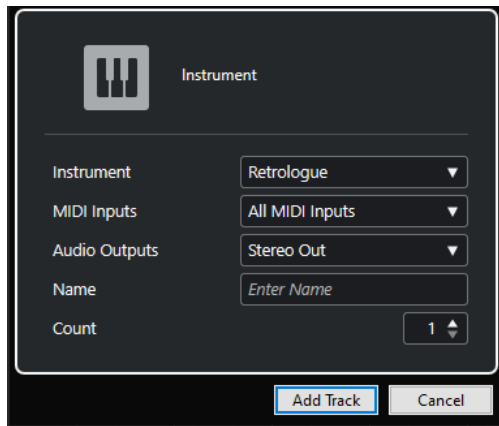 Instrument
Instrument Retrologue
MIDI Inputs All MIDI Inputs
Audio Outputs Stereo Out
Name Enter Name
Count 1
Add Track Cancel